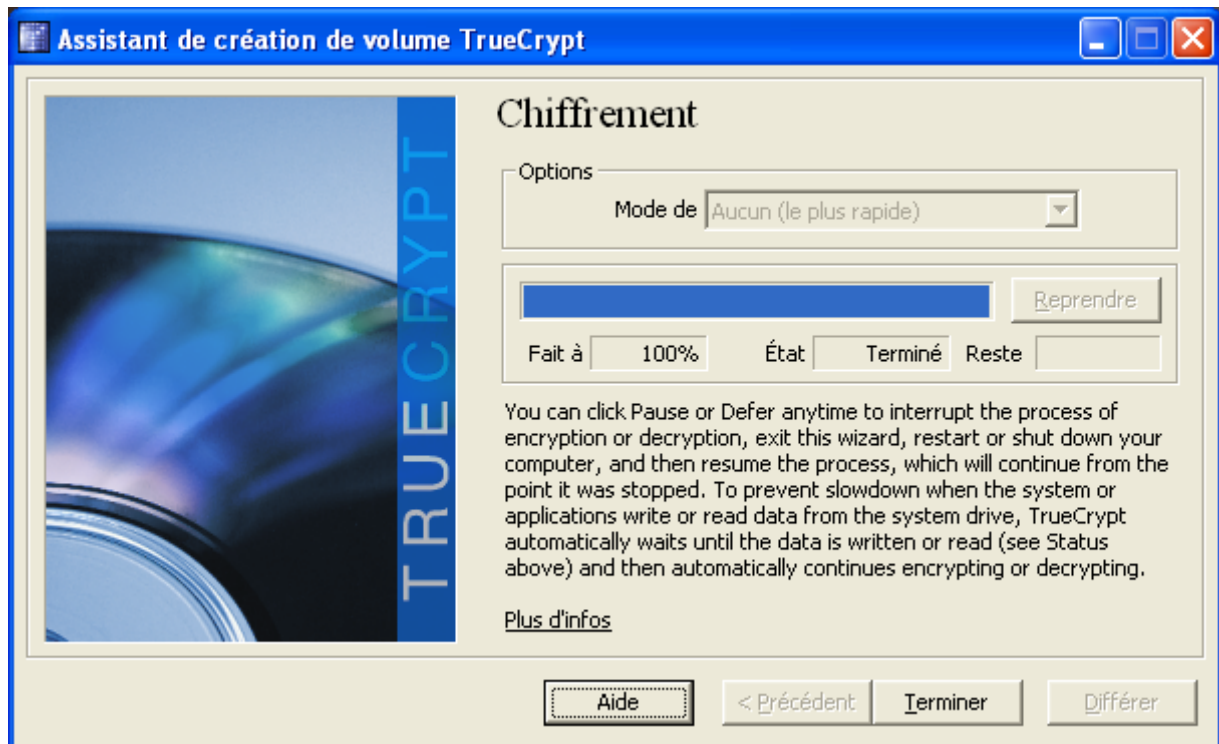 Assistant de création de volume TrueCrypt
TRUECRYPT
Chiffrement
Options
Mode de Aucun (le plus rapide)
Reprendre
Fait à 100% État Terminé Reste
You can click Pause or Defer anytime to interrupt the process of
encryption or decryption, exit this wizard, restart or shut down your
computer, and then resume the process, which will continue from the
point it was stopped. To prevent slowdown when the system or
applications write or read data from the system drive, TrueCrypt
automatically waits until the data is written or read (see Status
above) and then automatically continues encrypting or decrypting.
Plus d'infos
Aide < Précédent Terminer Différer